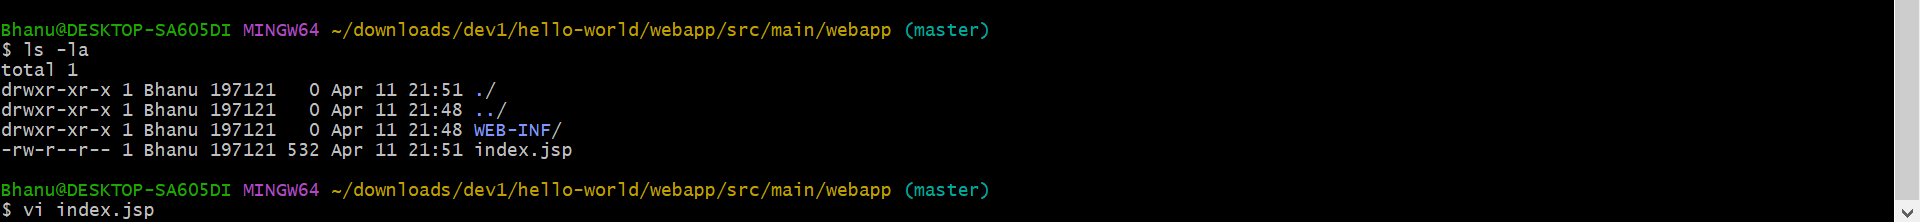 Bhanu@DESKTOP-SA605DI MINGW64 ~/downloads/dev1/hello-world/webapp/src/main/webapp (master)
$ ls -la
total 1
drwxr-xr-x 1 Bhanu 197121   0 Apr 11 21:51 ./
drwxr-xr-x 1 Bhanu 197121   0 Apr 11 21:48 ../
drwxr-xr-x 1 Bhanu 197121   0 Apr 11 21:48 WEB-INF/
-rw-r--r-- 1 Bhanu 197121 532 Apr 11 21:51 index.jsp
Bhanu@DESKTOP-SA605DI MINGW64 ~/downloads/dev1/hello-world/webapp/src/main/webapp (master)
$ vi index.jsp